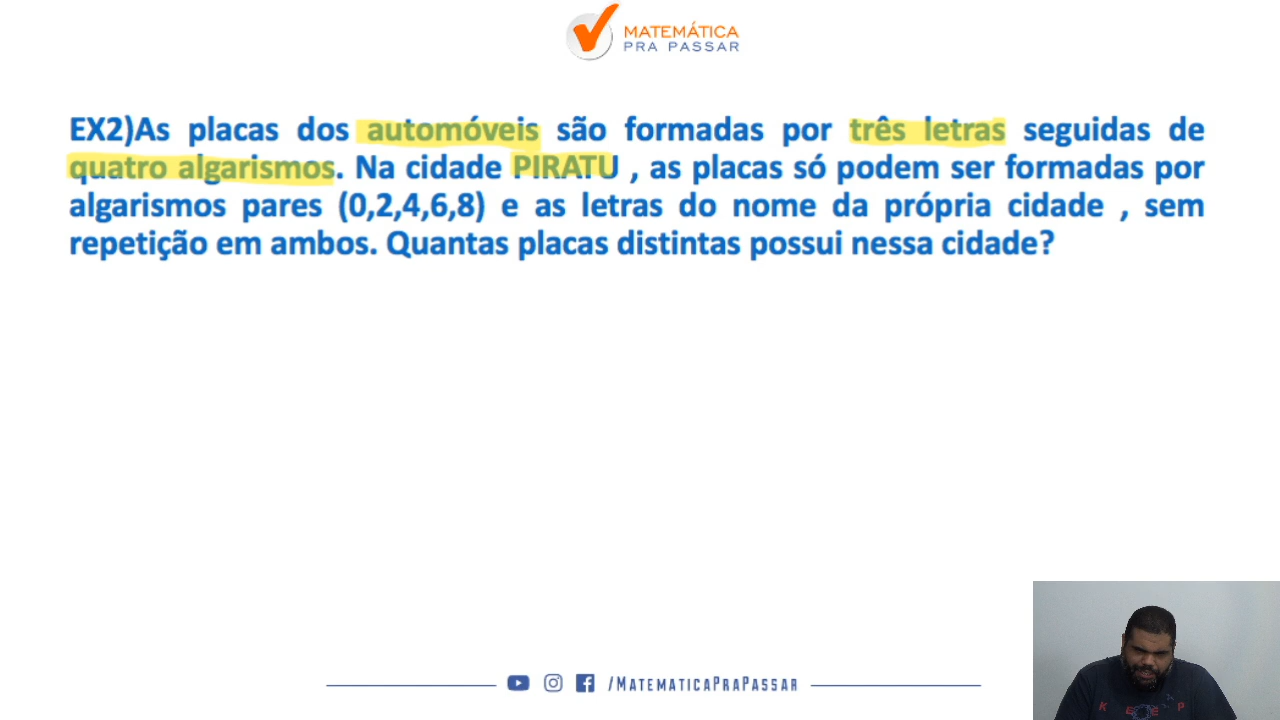 MATEMÁTICA
PRA PASSAR
EX2)As placas dos automóveis são formadas por três letras seguidas de
quatro algarismos. Na cidade PIRATU , as placas só podem ser formadas por
algarismos pares (0,2,4,6,8) e as letras do nome da própria cidade , sem
repetição em ambos. Quantas placas distintas possui nessa cidade?
/MATEMATICAPRAPASSAR